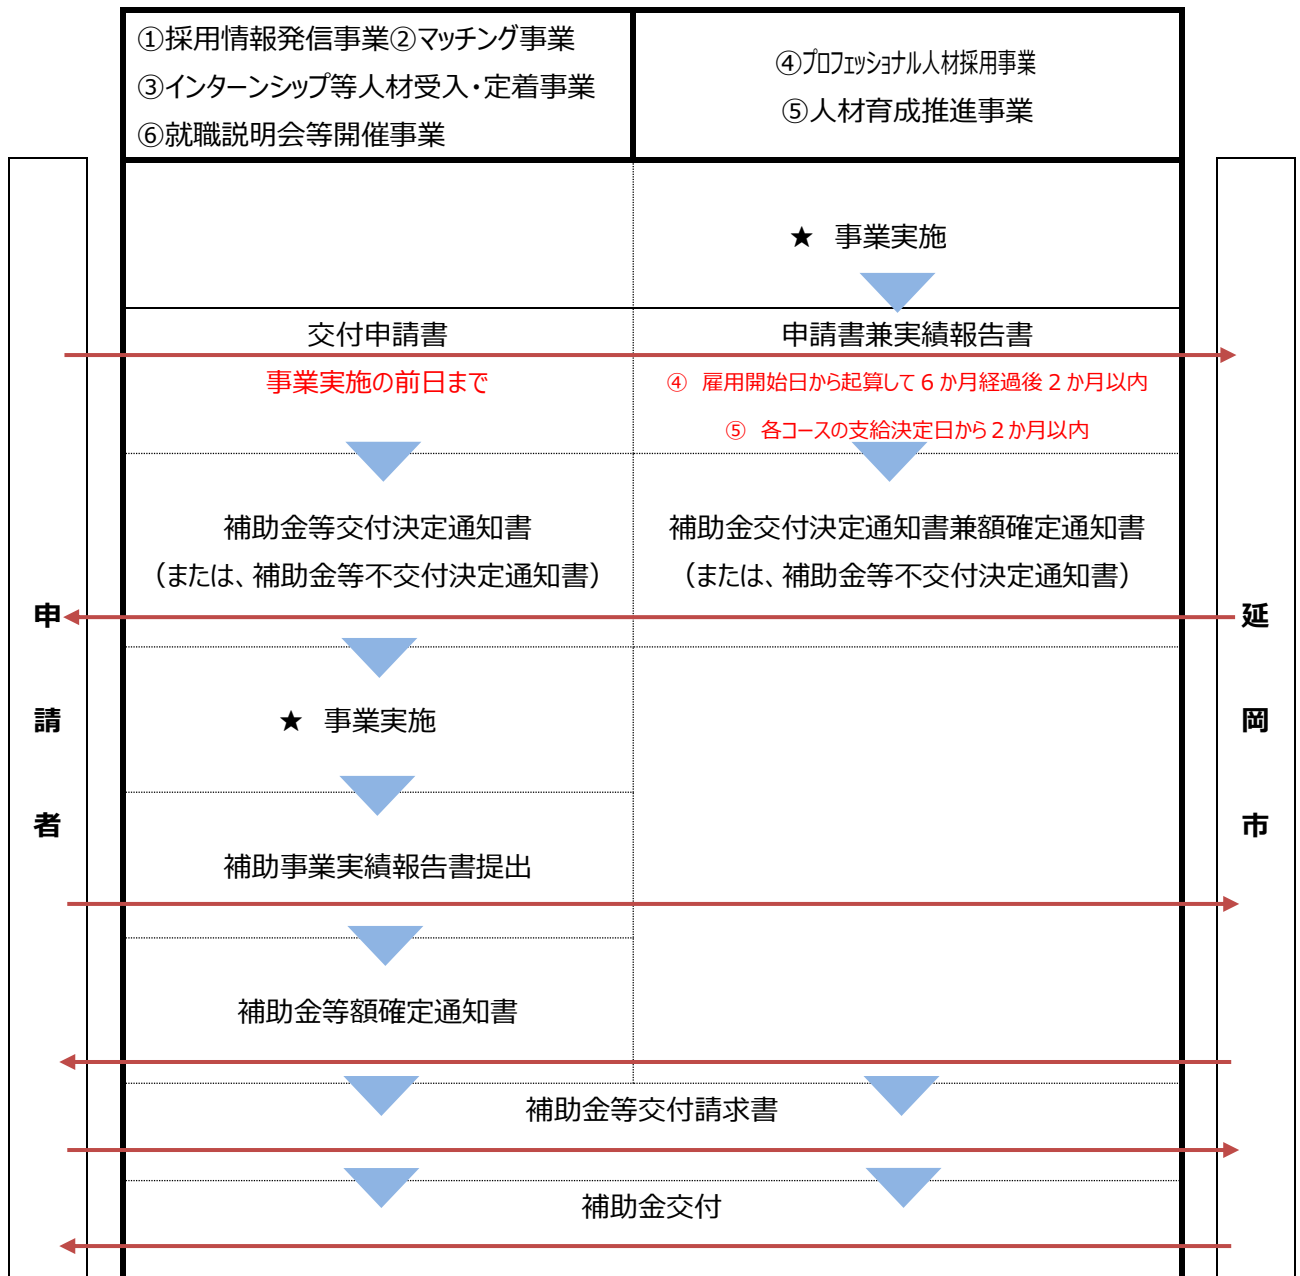 ①採用情報発信事業②マッチング事業
③インターンシップ等人材受入・定着事業
⑥就職説明会等開催事業
④プロフェッショナル人材採用事業
⑤人材育成推進事業
★ 事業実施
交付申請書
事業実施の前日まで
申請書兼実績報告書
④ 雇用開始日から起算して６か月経過後２か月以内
⑤ 各コースの支給決定日から２か月以内
補助金等交付決定通知書
（または、補助金等不交付決定通知書）
補助金交付決定通知書兼額確定通知書
（または、補助金等不交付決定通知書）
★ 事業実施
補助事業実績報告書提出
補助金等額確定通知書
補助金等交付請求書
補助金交付
申請者
延岡市